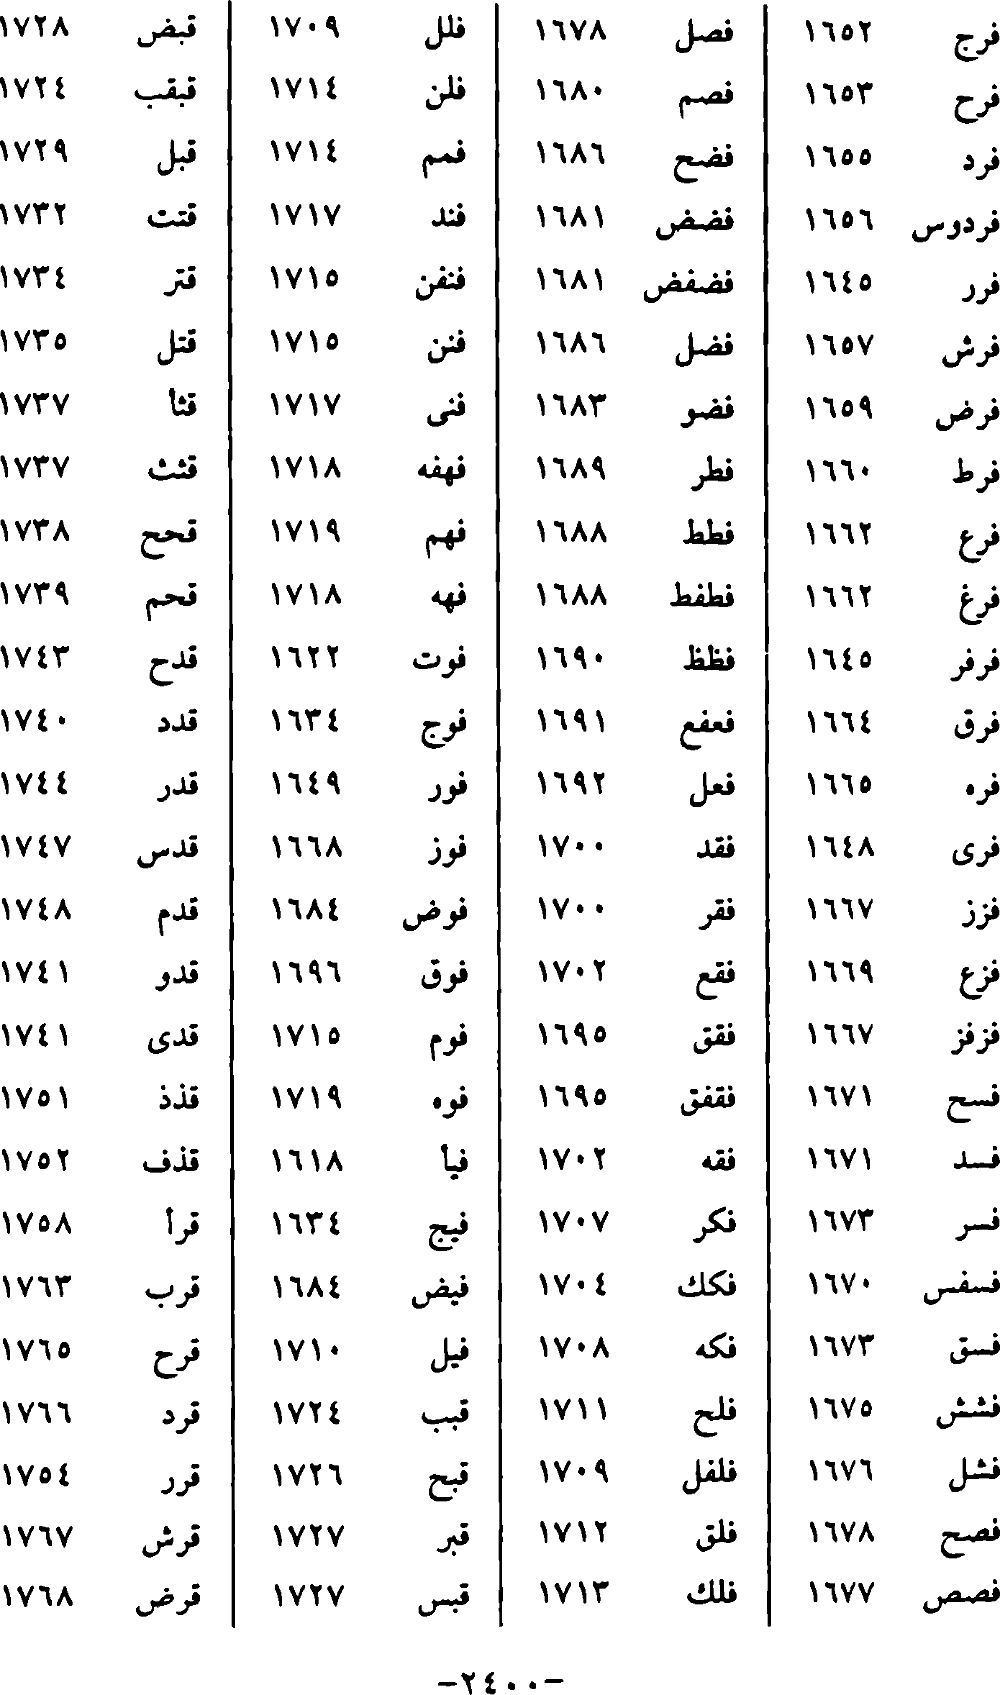 فرج ١٦٥٢
فرح ١٦٥٣
فرد ١٦٥٥
فردوس ١٦٥٦
فرر ١٦٤٥
فرش ١٦٥٧
فرض ١٦٥٩
فرط ١٦٦٠
فرع ١٦٦٢
فرغ ١٦٦٢
فرفر ١٦٤٥
فرق ١٦٦٤
فره ١٦٦٥
فرى ١٦٤٨
فزز ١٦٦٧
فزع ١٦٦٩
فزفز ١٦٦٧
فسح ١٦٧١
فسد ١٦٧١
فسر ١٦٧٣
فسفس ١٦٧٠
فسق ١٦٧٣
فشش ١٦٧٥
فشل ١٦٧٦
فصح ١٦٧٨
فصص ١٦٧٧
فصل ١٦٧٨
فصم ١٦٨٠
فضح ١٦٨٦
فضض ١٦٨١
فضفض ١٦٨١
فضل ١٦٨٦
فضو ١٦٨٣
فطر ١٦٨٩
فطط ١٦٨٨
فطفط ١٦٨٨
فظظ ١٦٩٠
فعفع ١٦٩١
فعل ١٦٩٢
فقد ١٧٠٠
فقر ١٧٠٠
فقع ١٧٠٢
فقق ١٦٩٥
فقفق ١٦٩٥
فقه ١٧٠٢
فكر ١٧٠٧
فكك ١٧٠٤
فكه ١٧٠٨
فلح ١٧١١
فلفل ١٧٠٩
فلق ١٧١٢
فلك ١٧١٣
فلل ١٧٠٩
فلن ١٧١٤
فمم ١٧١٤
فند ١٧١٧
فنفن ١٧١٥
فنن ١٧١٥
فنى ١٧١٧
فهفه ١٧١٨
فهم ١٧١٩
فهه ١٧١٨
فوت ١٦٢٢
فوج ١٦٣٤
فور ١٦٤٩
فوز ١٦٦٨
فوض ١٦٨٤
فوق ١٦٩٦
فوم ١٧١٥
فوه ١٧١٩
فيأ ١٦١٨
فيج ١٦٣٤
فيض ١٦٨٤
فيل ١٧١٠
قبب ١٧٢٤
قبح ١٧٢٦
قبر ١٧٢٧
قبس ١٧٢٧
قبض ١٧٢٨
قبقب ١٧٢٤
قبل ١٧٢٩
قتت ١٧٣٢
قتر ١٧٣٤
قتل ١٧٣٥
قثأ ١٧٣٧
قثث ١٧٣٧
قحح ١٧٣٨
قحم ١٧٣٩
قدح ١٧٤٣
قدد ١٧٤٠
قدر ١٧٤٤
قدس ١٧٤٧
قدم ١٧٤٨
قدو ١٧٤١
قدى ١٧٤١
قذذ ١٧٥١
قذف ١٧٥٢
قرأ ١٧٥٨
قرب ١٧٦٣
قرح ١٧٦٥
قرد ١٧٦٦
قرر ١٧٥٤
قرش ١٧٦٧
قرض ١٧٦٨
-٢٤٠٠-